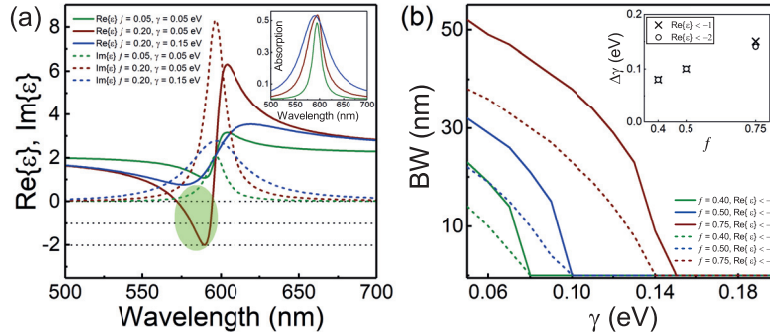 (a)
Re{ε} f = 0.05, γ = 0.05 eV
Re{ε} f = 0.20, γ = 0.05 eV
Re{ε} f = 0.20, γ = 0.15 eV
Im{ε} f = 0.05, γ = 0.05 eV
Im{ε} f = 0.20, γ = 0.05 eV
Im{ε} f = 0.20, γ = 0.15 eV
Re{ε}, Im{ε}
8
6
4
2
0
-2
500 550 600 650 700
Wavelength (nm)
Absorption
0.5
0.3
0.1
500 550 600 650 700
Wavelength (nm)
(b)
BW (nm)
50
30
10
0.06 0.10 0.14 0.18
γ (eV)
Δγ (eV)
0.2
0.1
0.0
0.4 0.5 0.75
f
× Re{ε} < −1
○ Re{ε} < −2
f = 0.40, Re{ε} < -
f = 0.50, Re{ε} < -
f = 0.75, Re{ε} < -
f = 0.40, Re{ε} < -
f = 0.50, Re{ε} < -
f = 0.75, Re{ε} < -